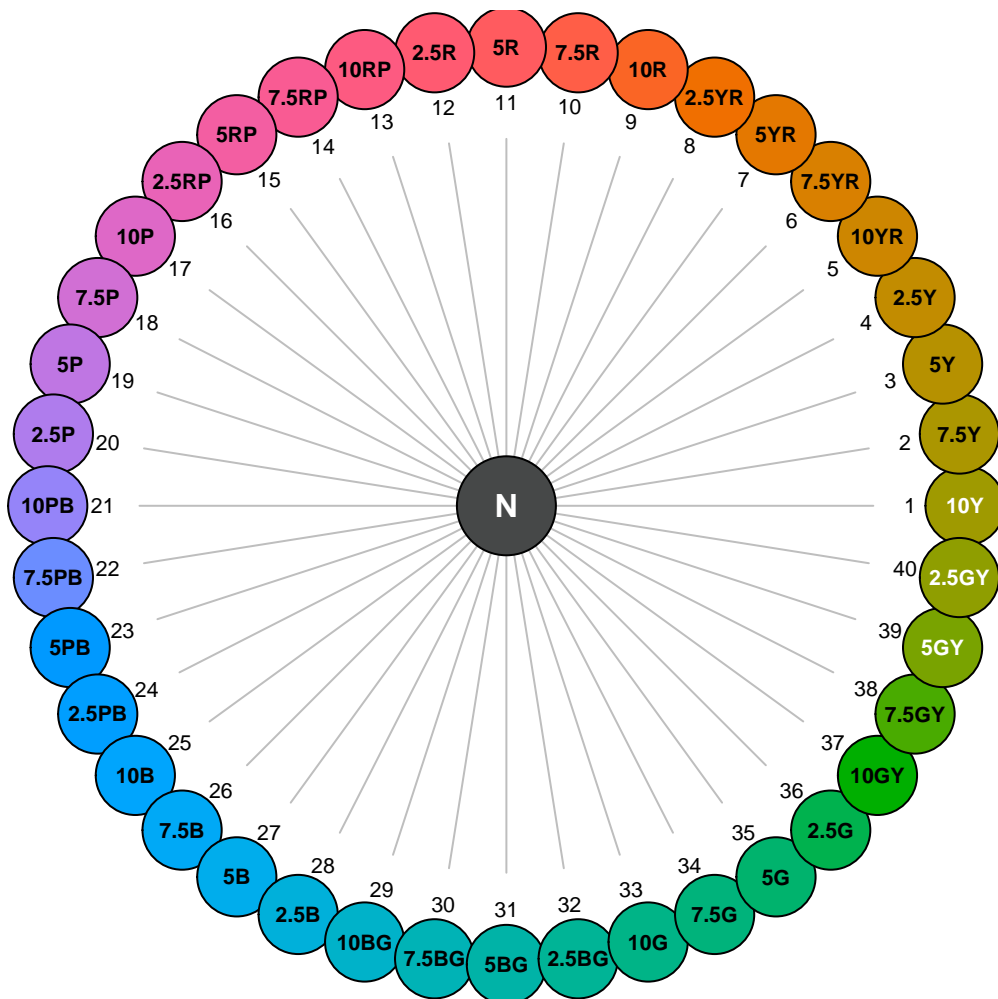 5R
11
7.5R
10
10R
9
2.5YR
8
5YR
7
7.5YR
6
10YR
5
2.5Y
4
5Y
3
7.5Y
2
10Y
1
2.5GY
40
5GY
39
7.5GY
38
10GY
37
2.5G
36
5G
35
7.5G
34
10G
33
2.5BG
32
5BG
31
7.5BG
30
10BG
29
2.5B
28
5B
27
7.5B
26
10B
25
2.5PB
24
5PB
23
7.5PB
22
10PB
21
2.5P
20
5P
19
7.5P
18
10P
17
2.5RP
16
5RP
15
7.5RP
14
10RP
13
2.5R
12
N